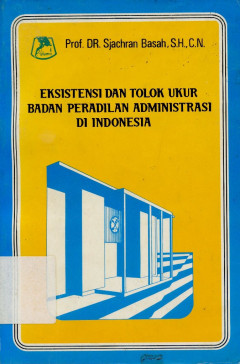 Prof. DR. Sjachran Basah, S.H., C.N.
EKSISTENSI DAN TOLOK UKUR
BADAN PERADILAN ADMINISTRASI
DI INDONESIA